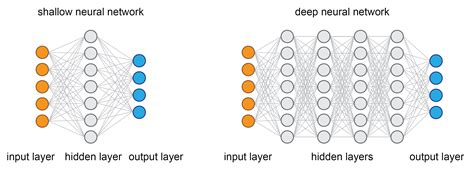 shallow neural network
deep neural network
input layer
hidden layer
output layer
input layer
hidden layers
output layer